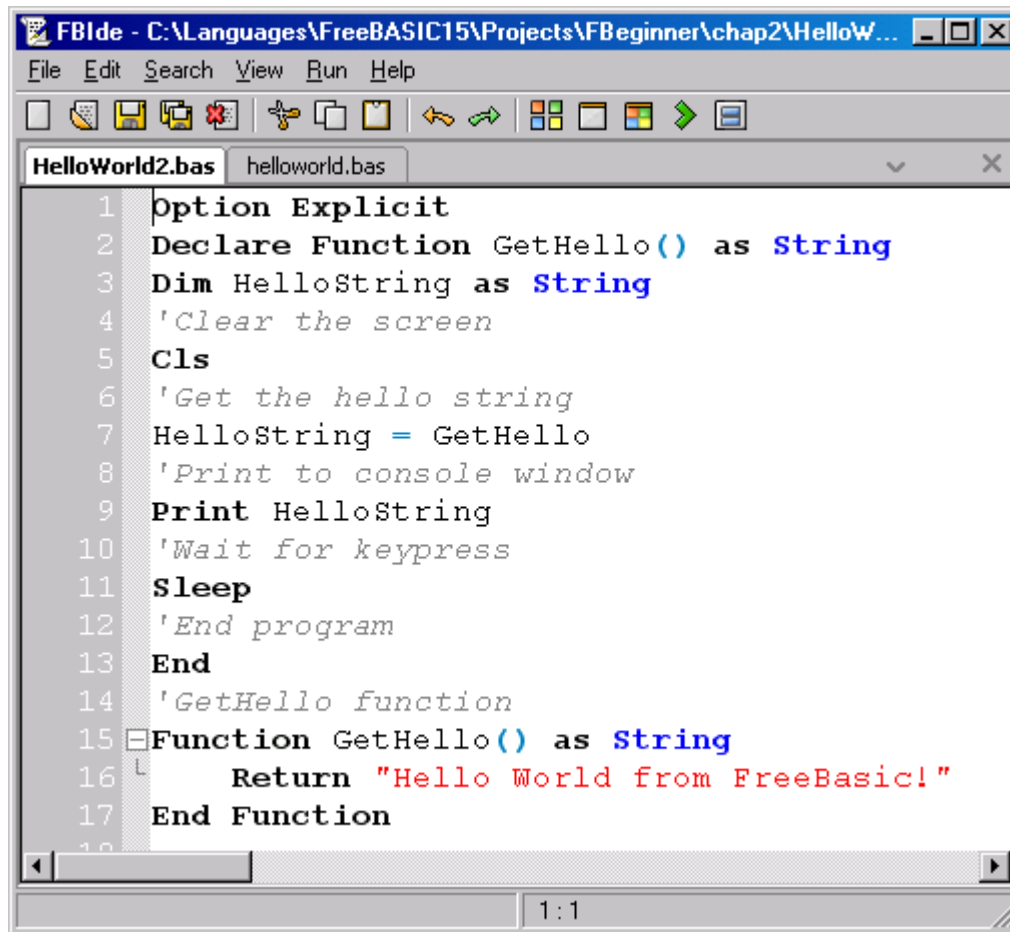 FBIde - C:\Languages\FreeBASIC15\Projects\FBeginner\chap2\HelloW...
File Edit Search View Run Help
HelloWorld2.bas helloworld.bas
1 Option Explicit
2 Declare Function GetHello() as String
3 Dim HelloString as String
4 'Clear the screen
5 Cls
6 'Get the hello string
7 HelloString = GetHello
8 'Print to console window
9 Print HelloString
10 'Wait for keypress
11 Sleep
12 'End program
13 End
14 'GetHello function
15 Function GetHello() as String
16 Return "Hello World from FreeBasic!"
17 End Function
1:1